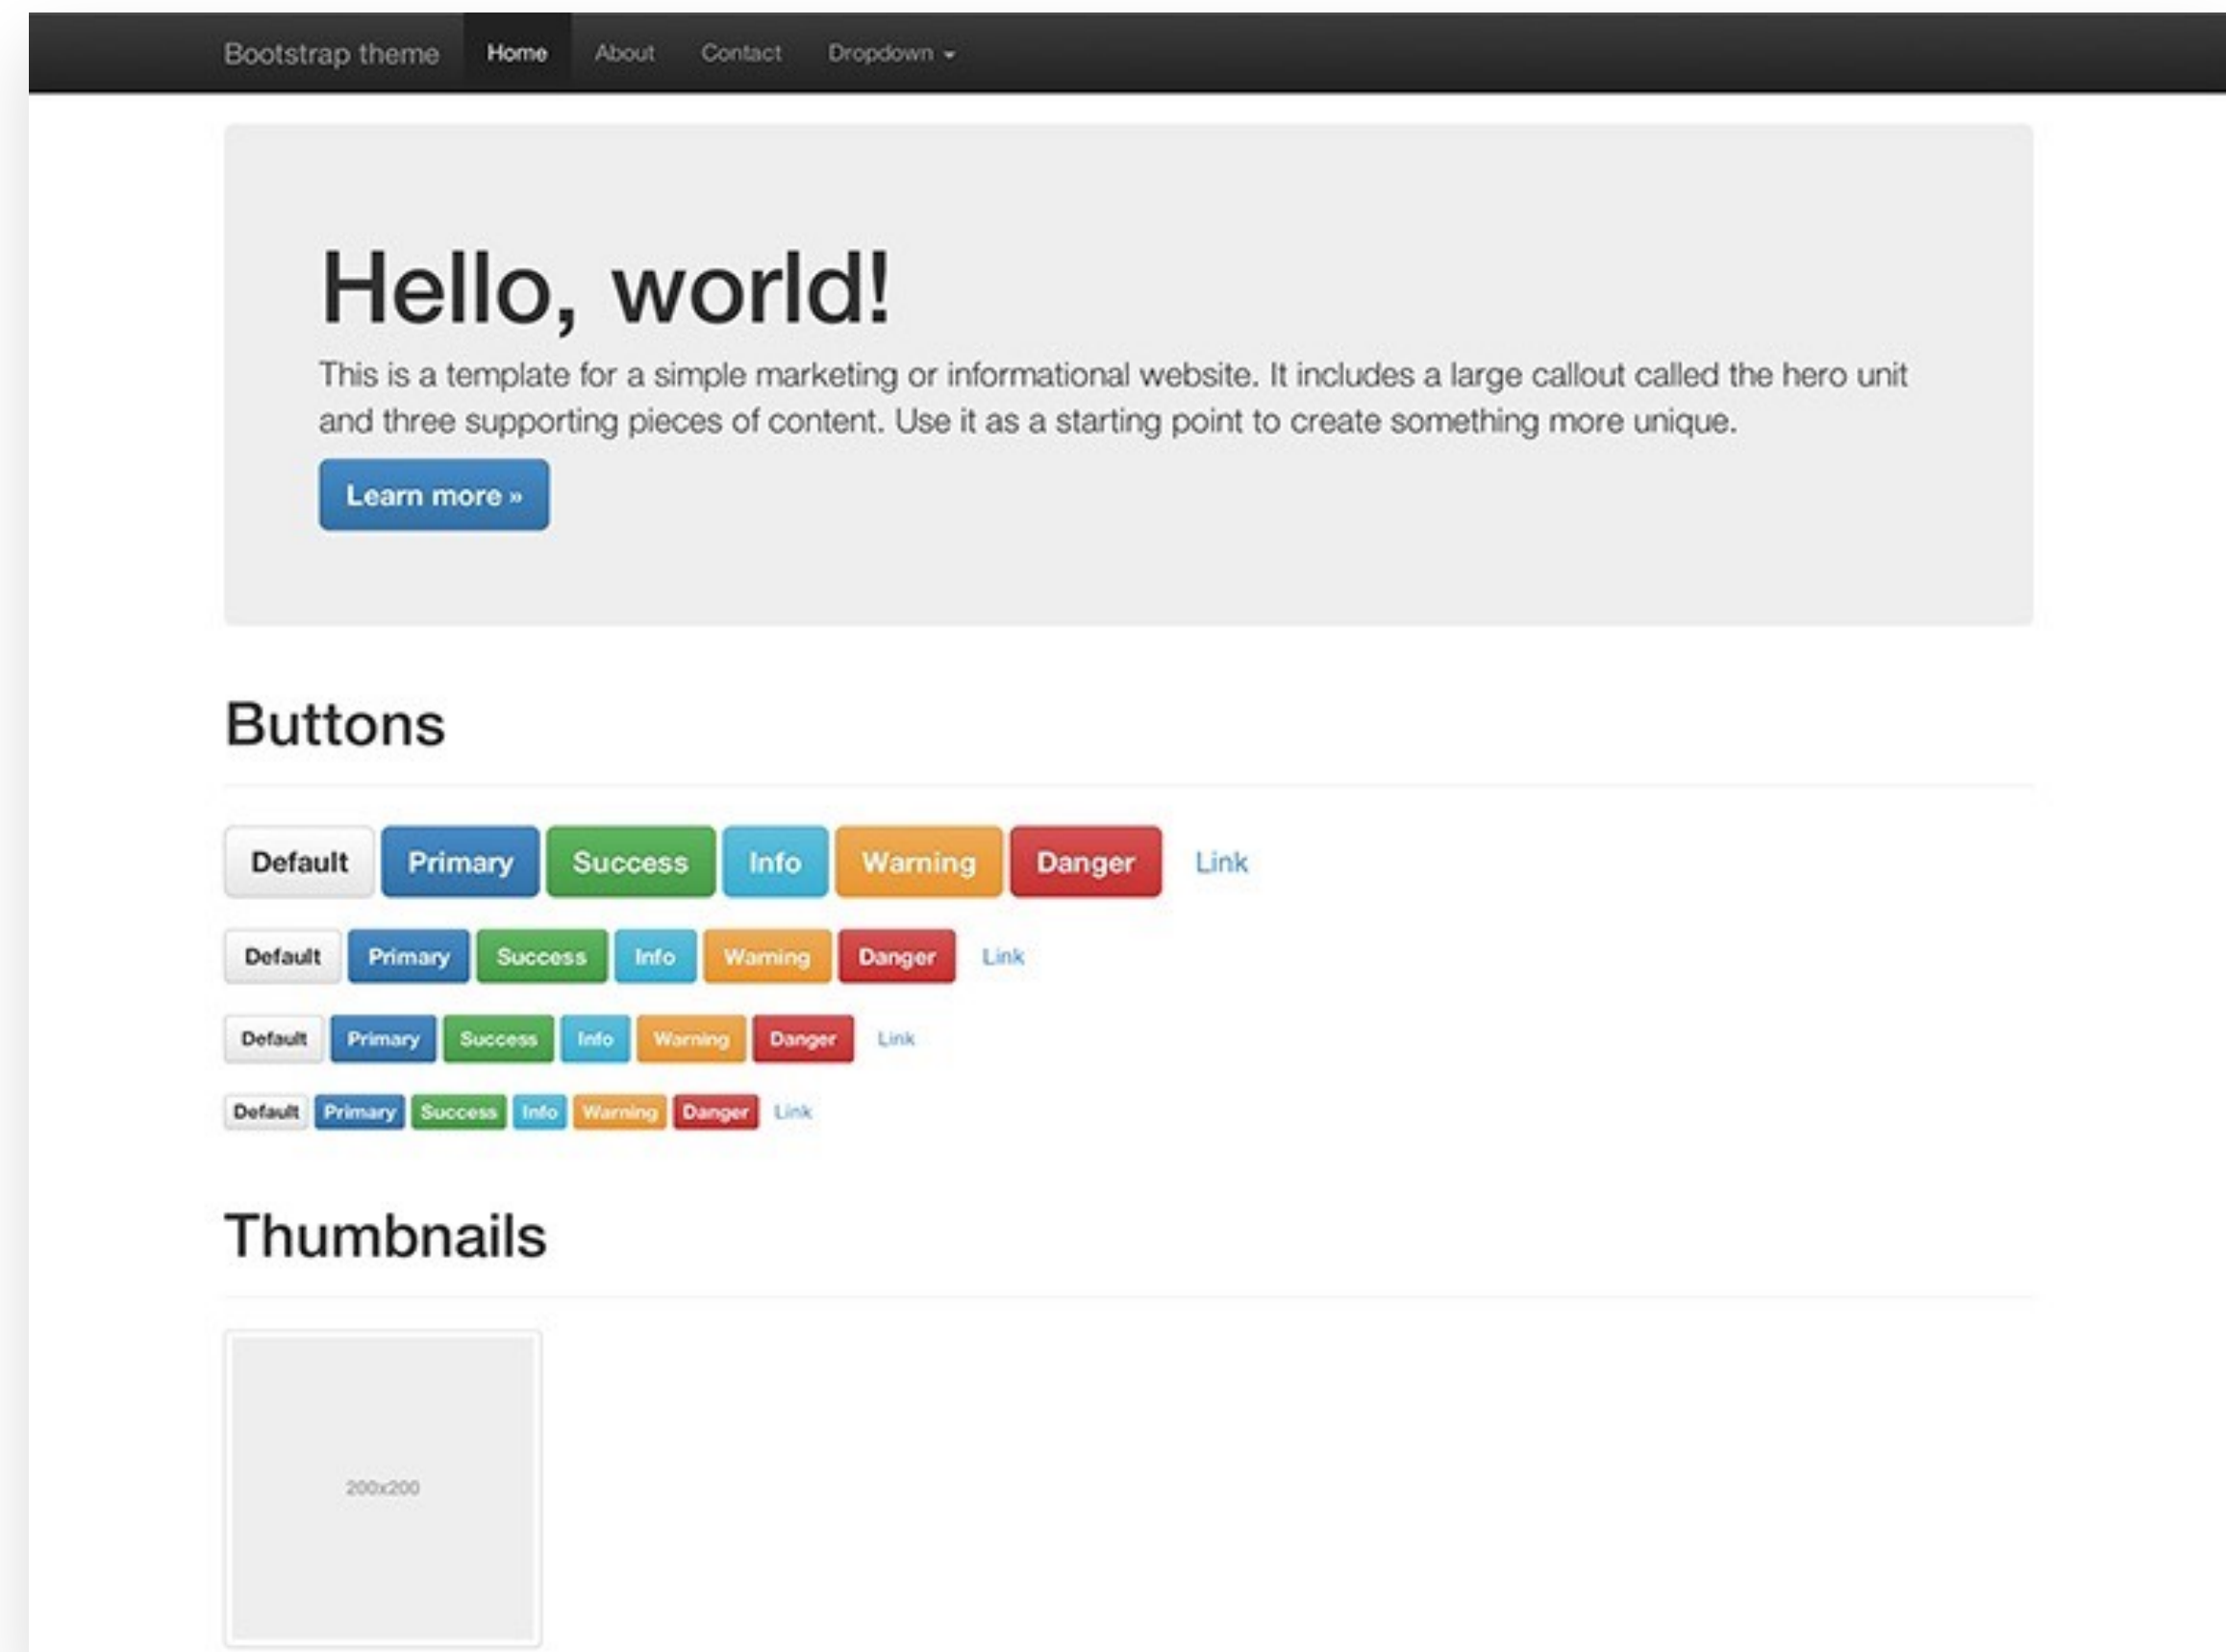 Bootstrap theme Home About Contact Dropdown
Hello, world!
This is a template for a simple marketing or informational website. It includes a large callout called the hero unit
and three supporting pieces of content. Use it as a starting point to create something more unique.
Learn more »
Buttons
Default Primary Success Info Warning Danger Link
Default Primary Success Info Warning Danger Link
Default Primary Success Info Warning Danger Link
Default Primary Success Info Warning Danger Link
Thumbnails
200x200